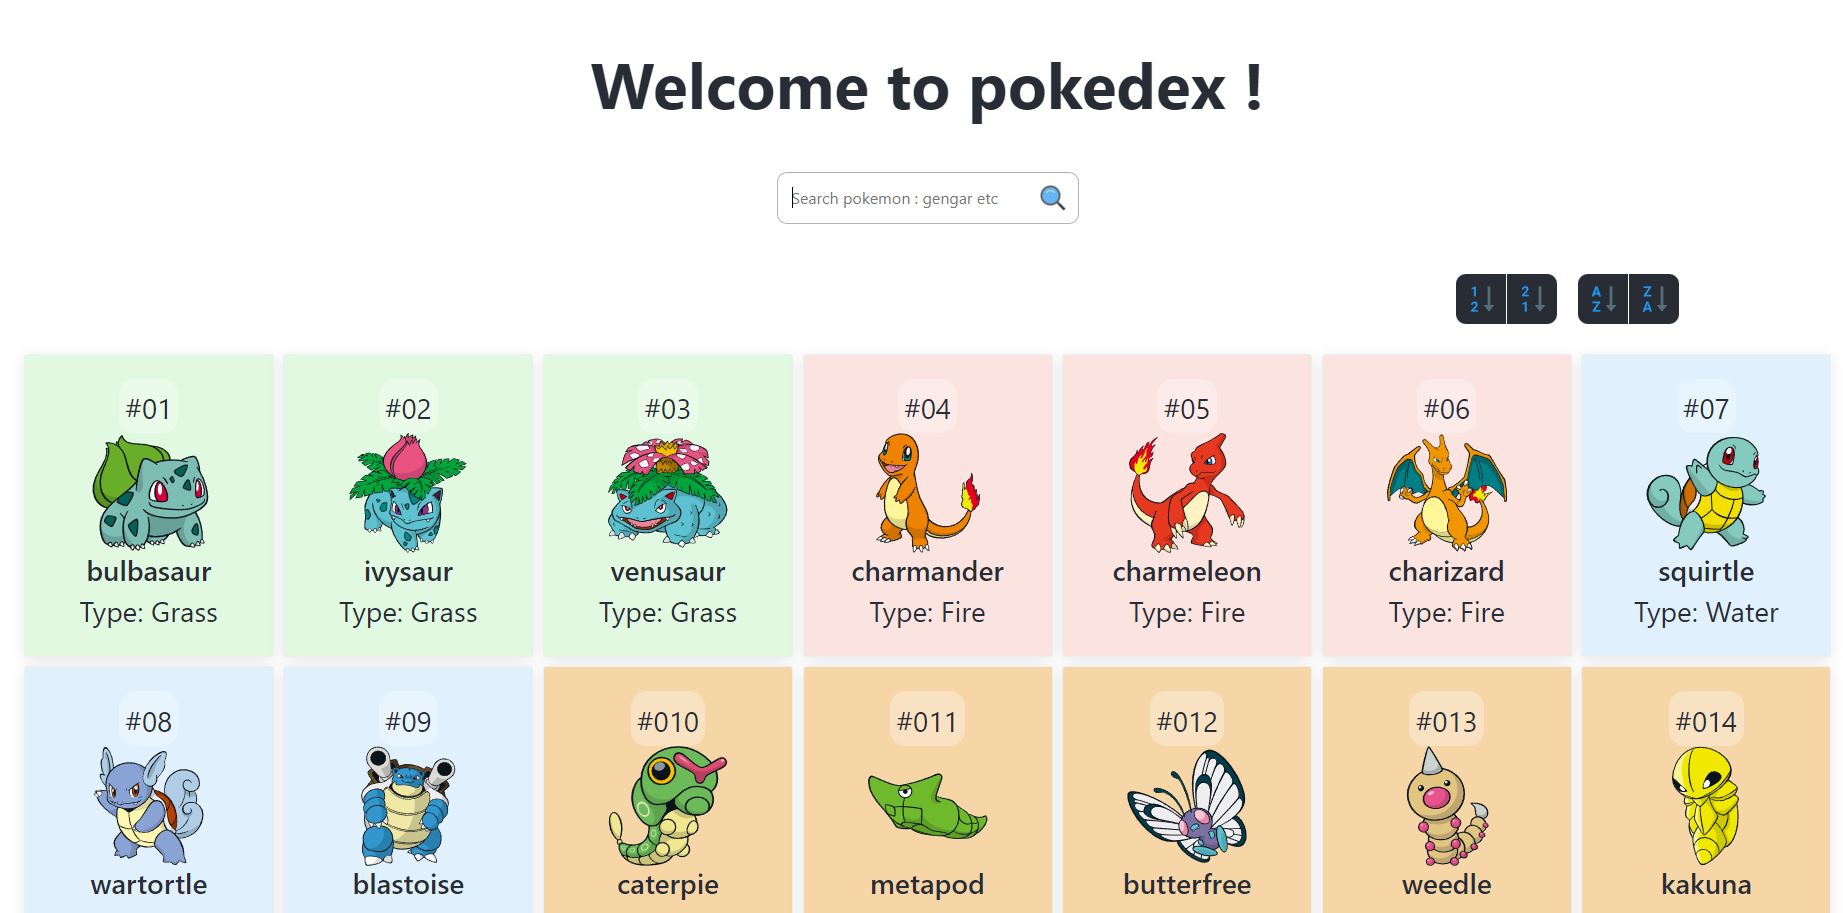 Welcome to pokedex !
Search pokemon : gengar etc
1 2 2 1 A Z Z A
#01 #02 #03 #04 #05 #06 #07
bulbasaur ivysaur venusaur charmander charmeleon charizard squirtle
Type: Grass Type: Grass Type: Grass Type: Fire Type: Fire Type: Fire Type: Water
#08 #09 #010 #011 #012 #013 #014
wartortle blastoise caterpie metapod butterfree weedle kakuna